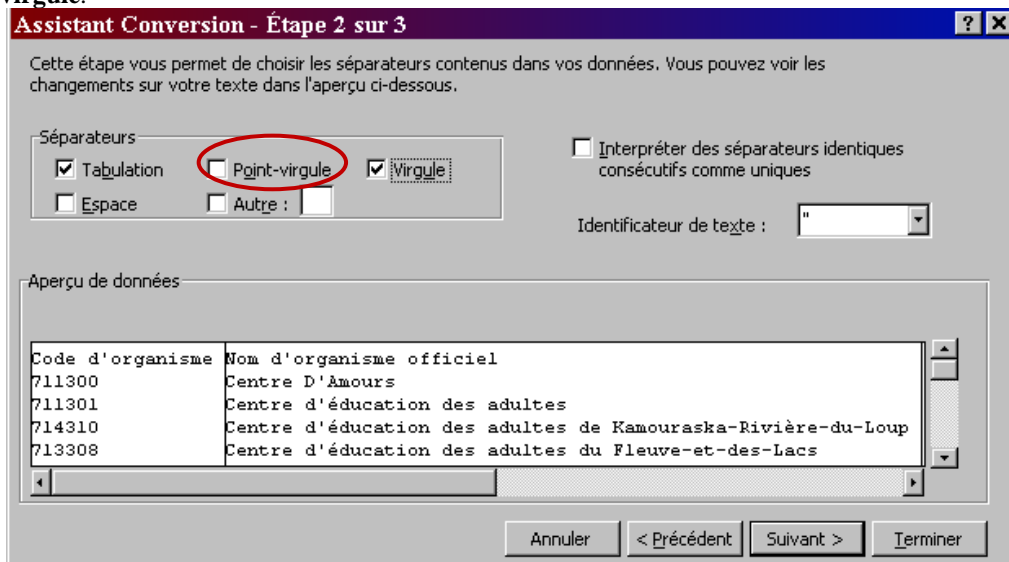 virgule.
Assistant Conversion - Étape 2 sur 3
Cette étape vous permet de choisir les séparateurs contenus dans vos données. Vous pouvez voir les
changements sur votre texte dans l'aperçu ci-dessous.
Séparateurs
Tabulation Point-virgule Virgule
Espace Autre :
Interpréter des séparateurs identiques
consécutifs comme uniques
Identificateur de texte : "
Aperçu de données
Code d'organisme Nom d'organisme officiel
711300 Centre D'Amours
711301 Centre d'éducation des adultes
714310 Centre d'éducation des adultes de Kamouraska-Rivière-du-Loup
713308 Centre d'éducation des adultes du Fleuve-et-des-Lacs
Annuler < Précédent Suivant > Terminer